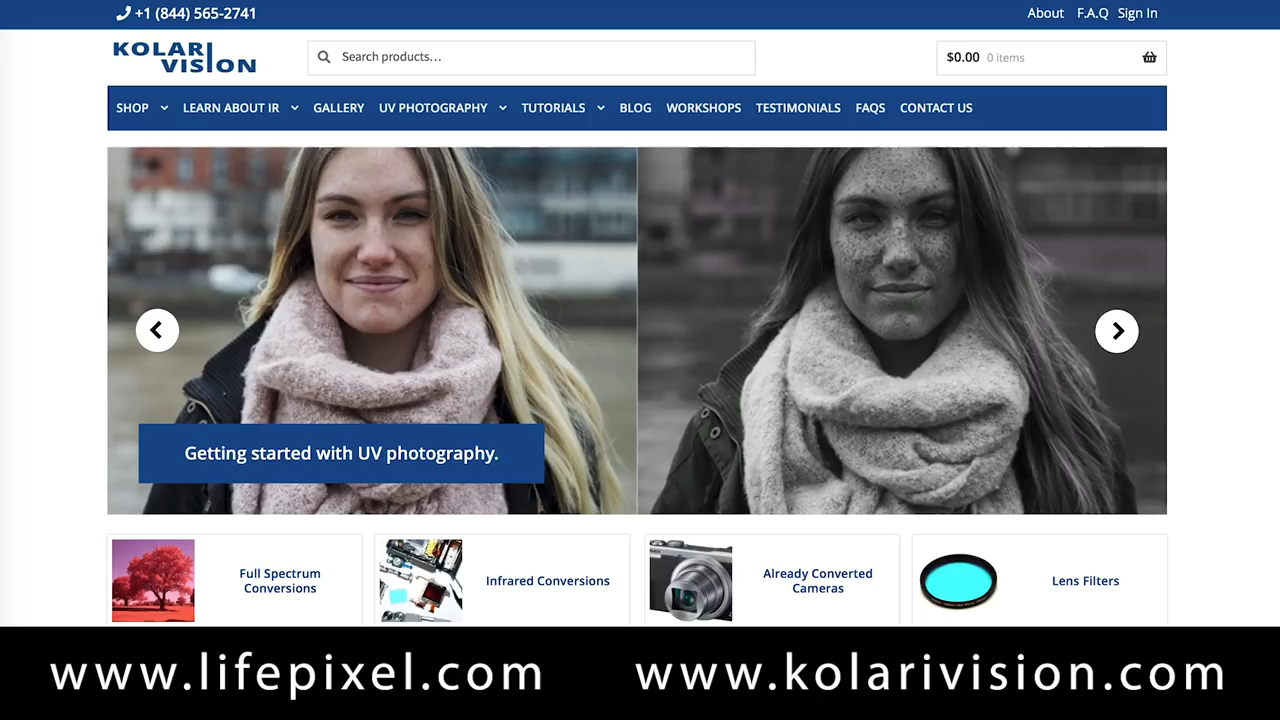 +1 (844) 565-2741
About F.A.Q Sign In
KOLARI VISION
Search products…
$0.00 0 items
SHOP LEARN ABOUT IR GALLERY UV PHOTOGRAPHY TUTORIALS BLOG WORKSHOPS TESTIMONIALS FAQS CONTACT US
Getting started with UV photography.
Full Spectrum
Conversions
Infrared Conversions
Already Converted
Cameras
Lens Filters
www.lifepixel.com www.kolarivision.com